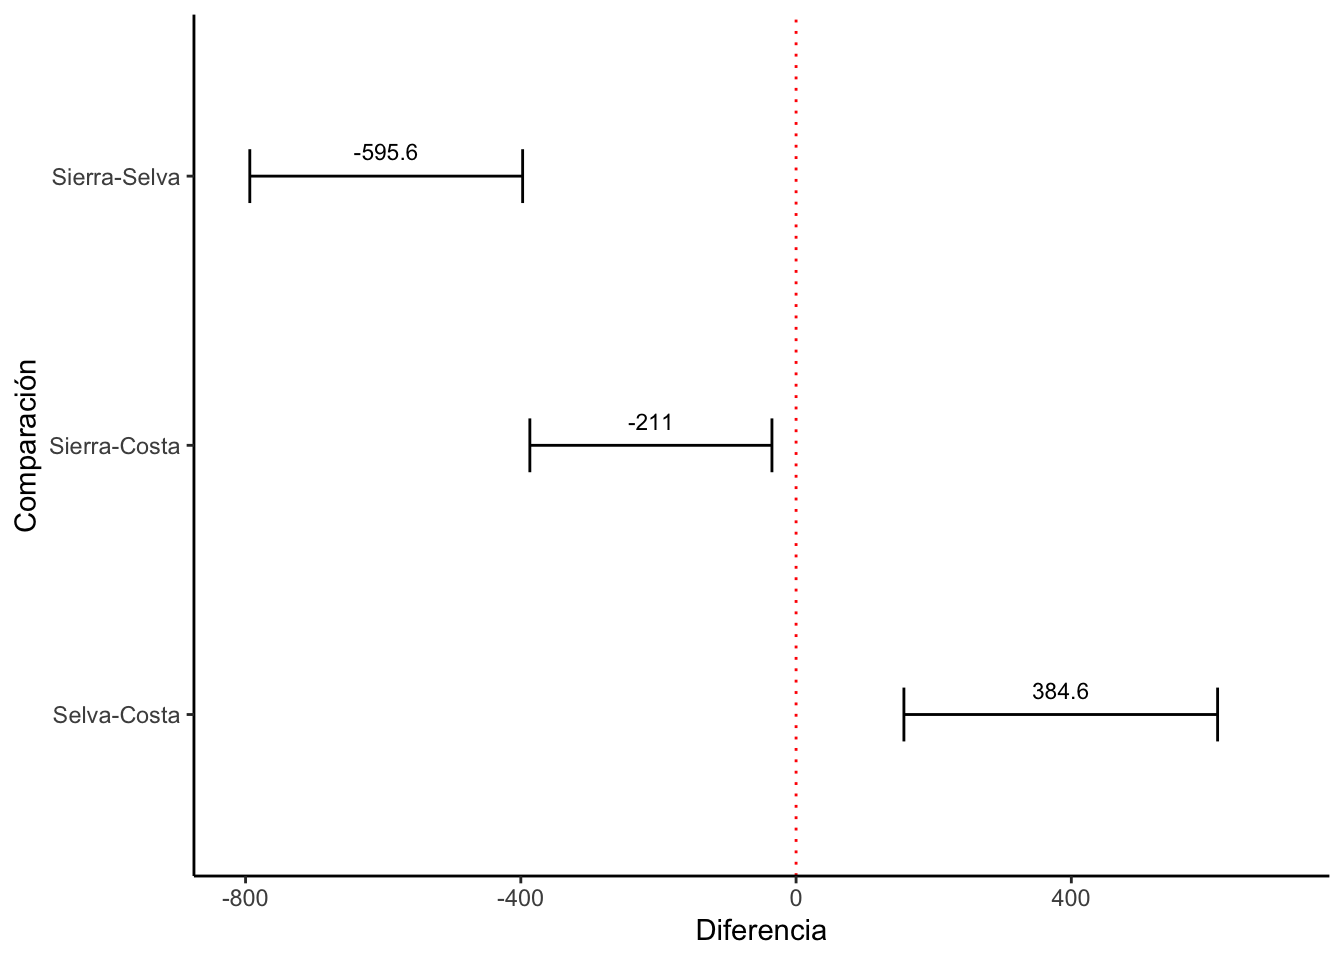 Comparación
Sierra-Selva
Sierra-Costa
Selva-Costa
-595.6
-211
384.6
-800
-400
0
400
Diferencia